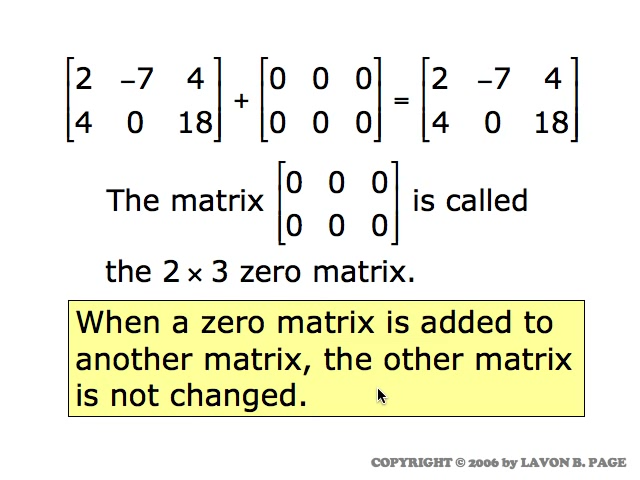 [2 −7 4; 4 0 18] + [0 0 0; 0 0 0] = [2 −7 4; 4 0 18]
The matrix [0 0 0; 0 0 0] is called
the 2 × 3 zero matrix.
When a zero matrix is added to
another matrix, the other matrix
is not changed.
COPYRIGHT © 2006 by LAVON B. PAGE